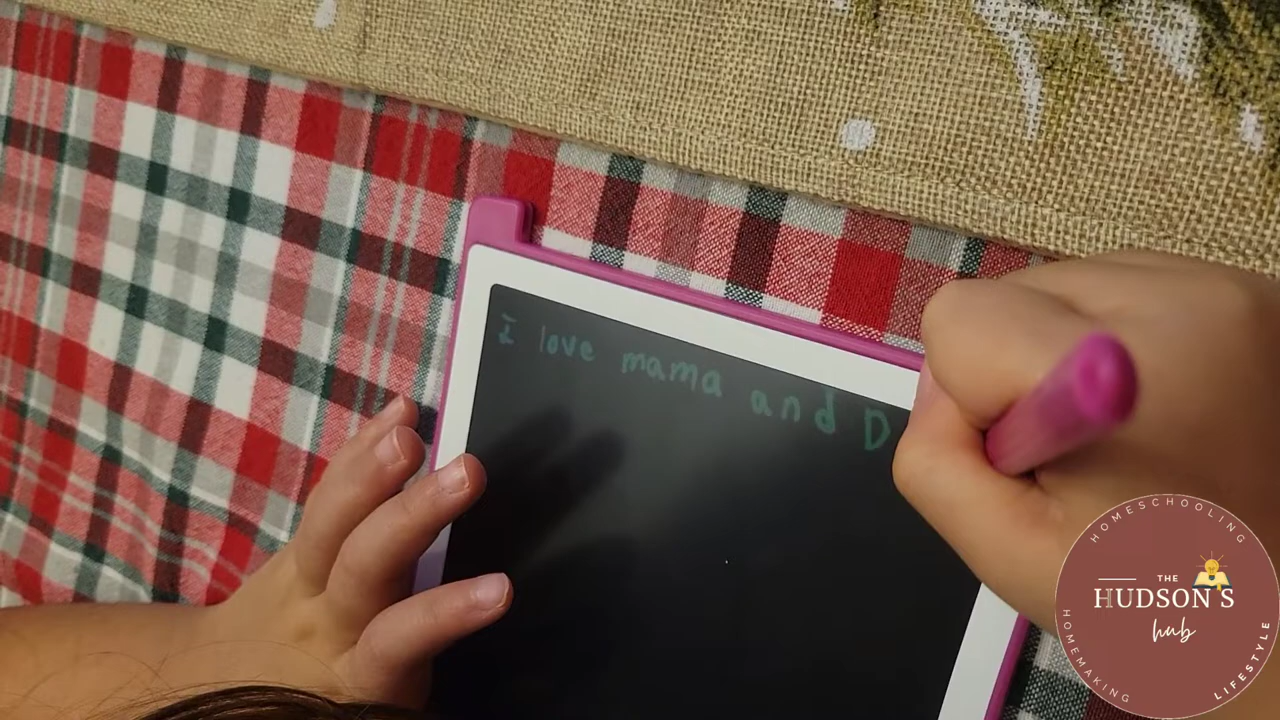 I love mama and D
HOMESCHOOLING
THE
HUDSON'S
hub
HOMEMAKING
LIFESTYLE